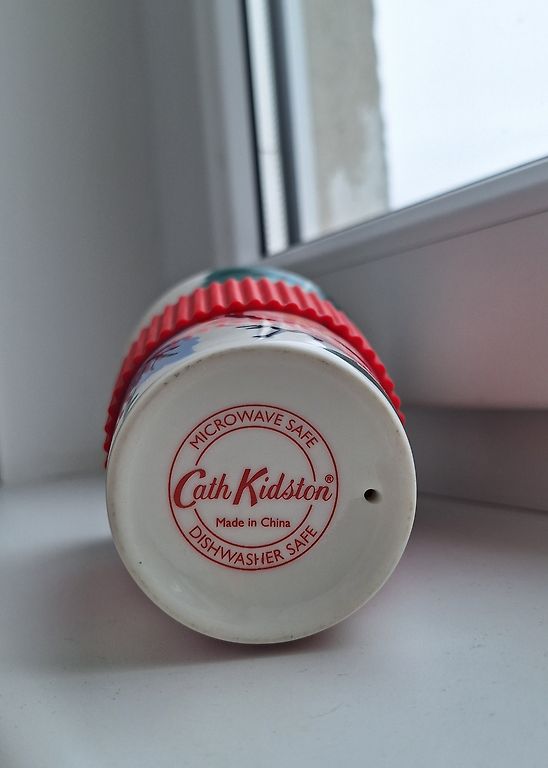 MICROWAVE SAFE
Cath Kidston®
Made in China
DISHWASHER SAFE